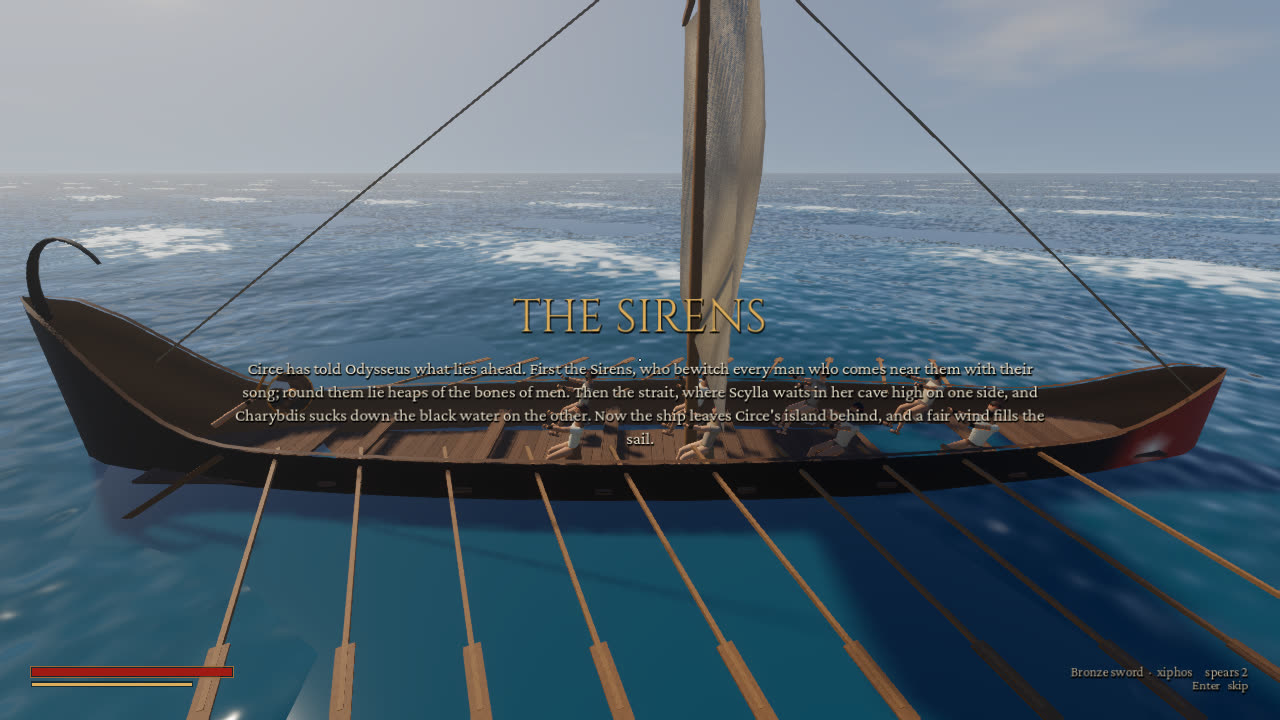 THE SIRENS
Circe has told Odysseus what lies ahead. First the Sirens, who bewitch every man who comes near them with their
song; round them lie heaps of the bones of men. Then the strait, where Scylla waits in her cave high on one side, and
Charybdis sucks down the black water on the other. Now the ship leaves Circe's island behind, and a fair wind fills the
sail.
Bronze sword · xiphos spears 2
Enter skip